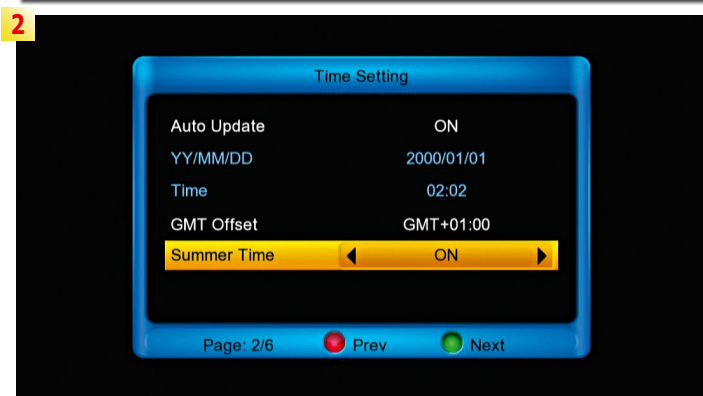 2
Time Setting
Auto Update ON
YY/MM/DD 2000/01/01
Time 02:02
GMT Offset GMT+01:00
Summer Time ON
Page: 2/6 Prev Next